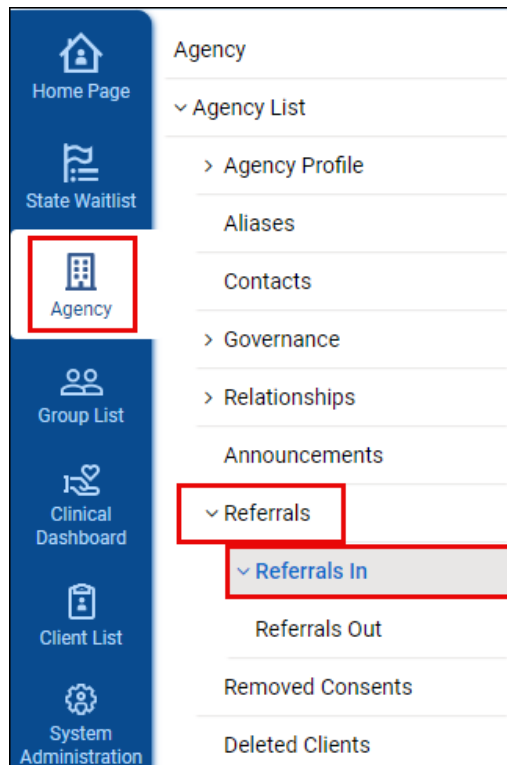 Home Page
State Waitlist
Agency
Group List
Clinical
Dashboard
Client List
System
Administration
Agency
Agency List
Agency Profile
Aliases
Contacts
Governance
Relationships
Announcements
Referrals
Referrals In
Referrals Out
Removed Consents
Deleted Clients